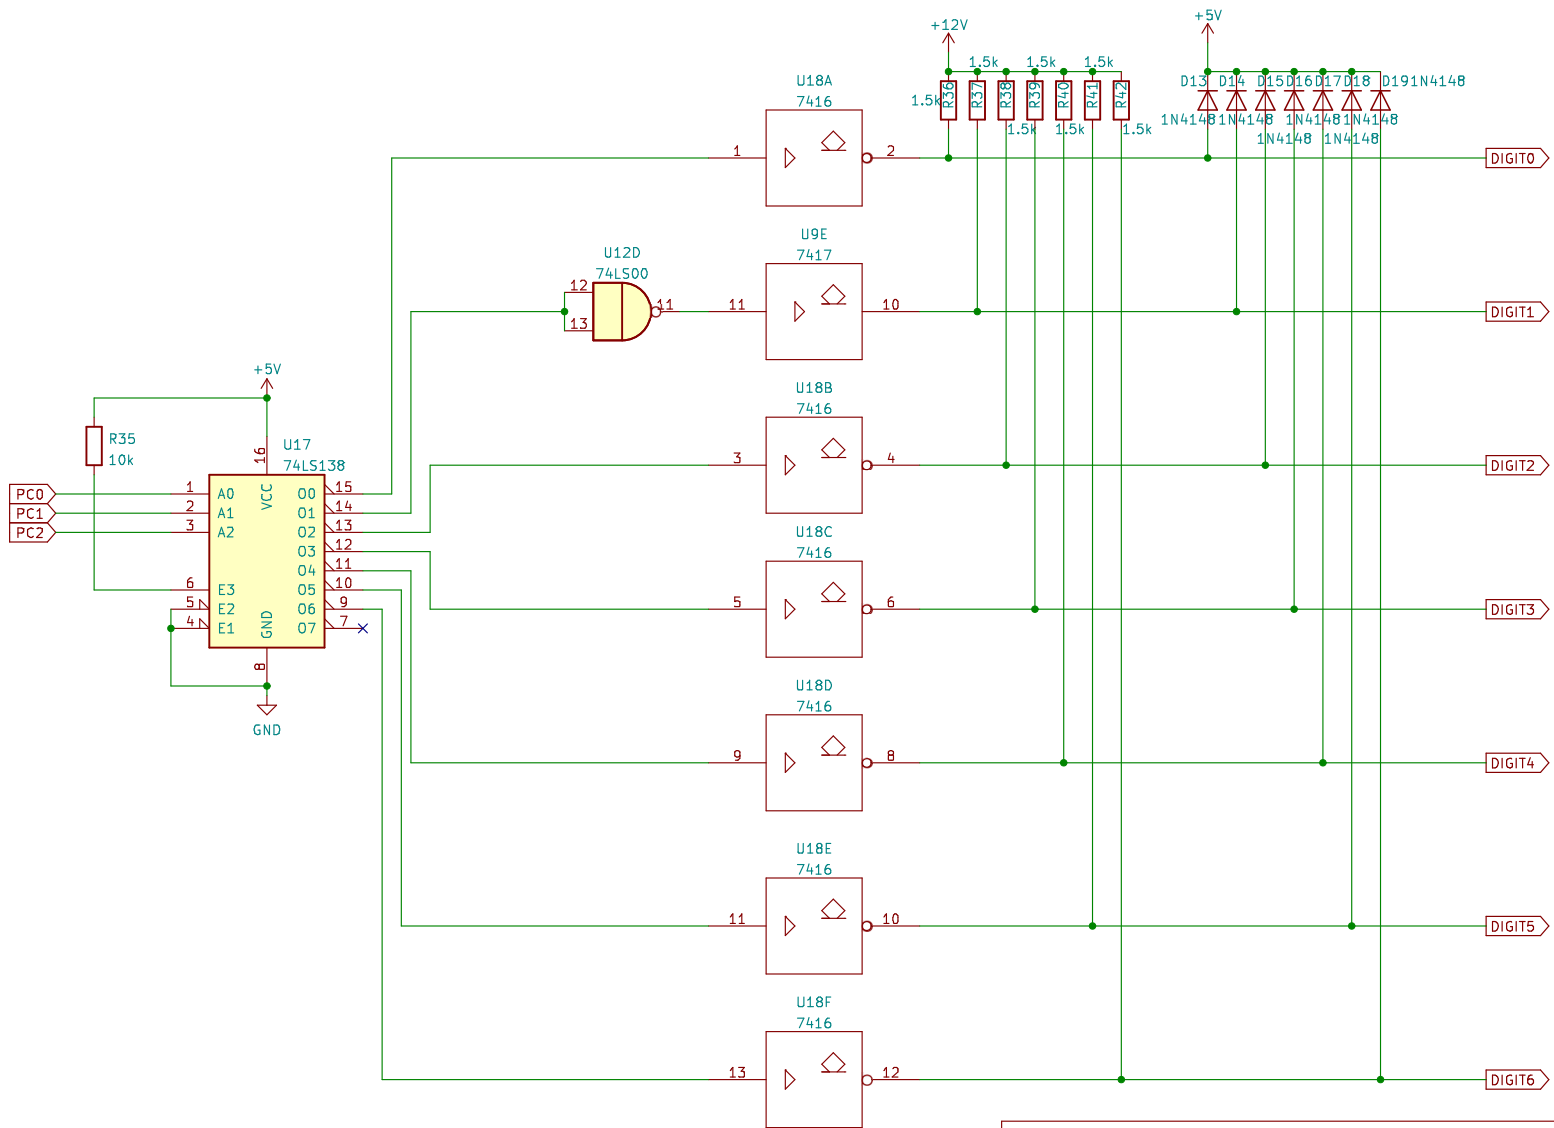 +12V
+5V
1.5k 1.5k 1.5k
U18A
7416
1.5k
R36 R37 R38 R39 R40 R41 R42
1.5k 1.5k 1.5k
D13 D14 D15 D16 D17 D18 D19 1N4148
1N4148 1N4148 1N4148 1N4148
1N4148 1N4148
1 2
DIGIT0
U9E
7417
U12D
74LS00
12
13
11
11 10
DIGIT1
U18B
7416
3 4
DIGIT2
+5V
R35
10k
U17
74LS138
16
VCC
PC0 1 A0 O0 15
PC1 2 A1 O1 14
PC2 3 A2 O2 13
O3 12
O4 11
6 E3 O5 10
5 E2 O6 9
4 E1 O7 7
GND
8
GND
U18C
7416
5 6
DIGIT3
U18D
7416
9 8
DIGIT4
U18E
7416
11 10
DIGIT5
U18F
7416
13 12
DIGIT6